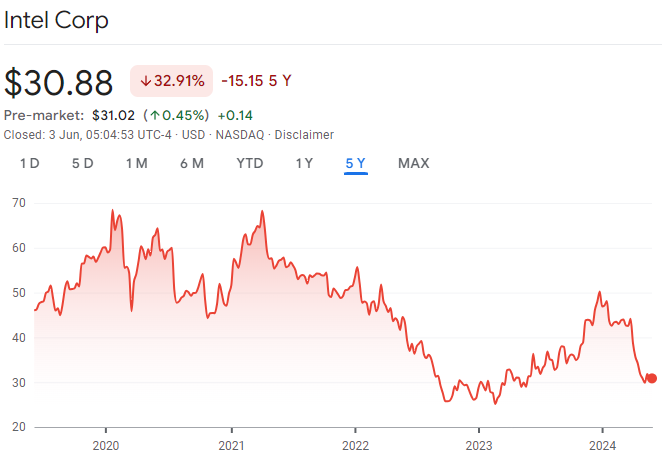 Intel Corp
$30.88 ↓32.91% -15.15 5 Y
Pre-market: $31.02 (↑0.45%) +0.14
Closed: 3 Jun, 05:04:53 UTC-4 · USD · NASDAQ · Disclaimer
1 D 5 D 1 M 6 M YTD 1 Y 5 Y MAX
70
60
50
40
30
20
2020 2021 2022 2023 2024